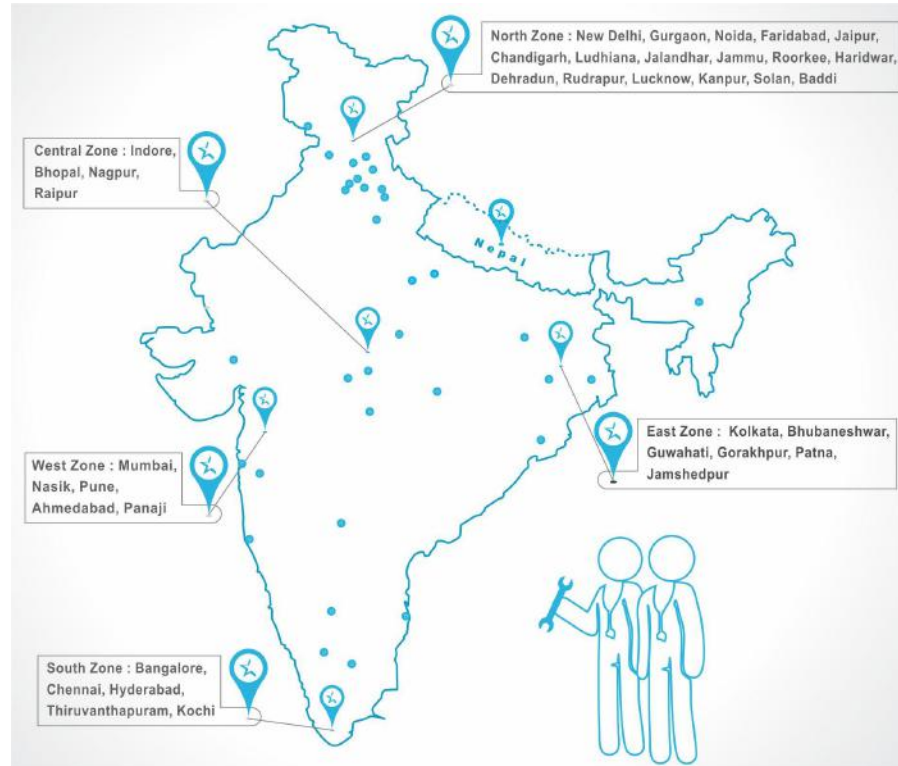 North Zone : New Delhi, Gurgaon, Noida, Faridabad, Jaipur,
Chandigarh, Ludhiana, Jalandhar, Jammu, Roorkee, Haridwar,
Dehradun, Rudrapur, Lucknow, Kanpur, Solan, Baddi
Central Zone : Indore,
Bhopal, Nagpur,
Raipur
Nepal
East Zone : Kolkata, Bhubaneshwar,
Guwahati, Gorakhpur, Patna,
Jamshedpur
West Zone : Mumbai,
Nasik, Pune,
Ahmedabad, Panaji
South Zone : Bangalore,
Chennai, Hyderabad,
Thiruvanthapuram, Kochi